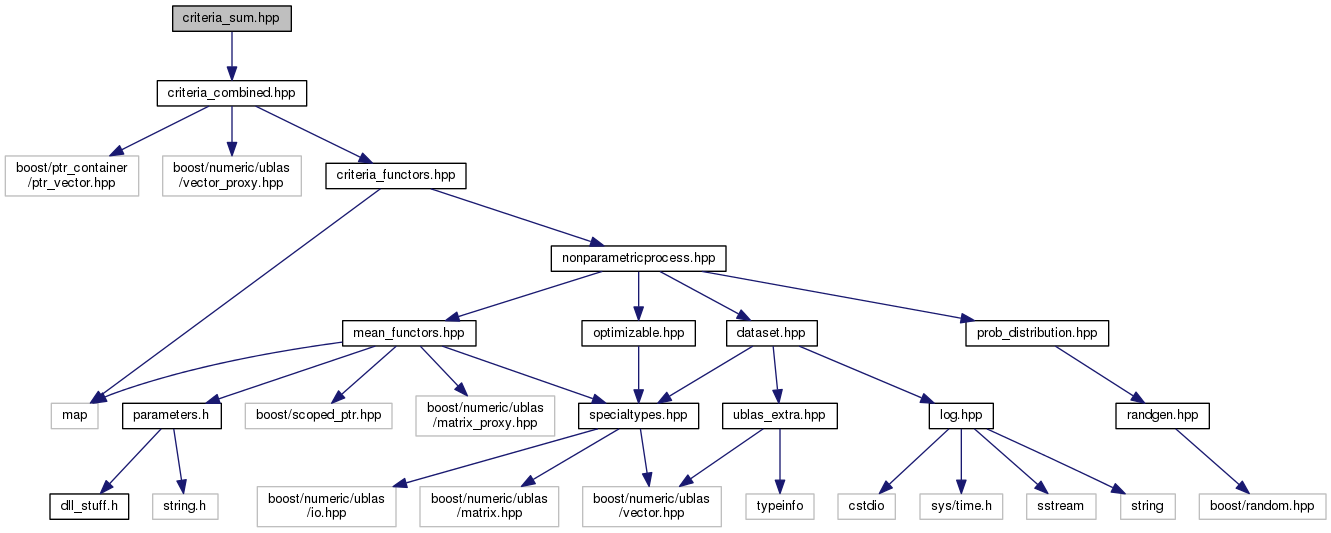 criteria_sum.hpp
criteria_combined.hpp
boost/ptr_container
/ptr_vector.hpp
boost/numeric/ublas
/vector_proxy.hpp
criteria_functors.hpp
nonparametricprocess.hpp
mean_functors.hpp
optimizable.hpp
dataset.hpp
prob_distribution.hpp
map
parameters.h
boost/scoped_ptr.hpp
boost/numeric/ublas
/matrix_proxy.hpp
specialtypes.hpp
ublas_extra.hpp
log.hpp
randgen.hpp
dll_stuff.h
string.h
boost/numeric/ublas
/io.hpp
boost/numeric/ublas
/matrix.hpp
boost/numeric/ublas
/vector.hpp
typeinfo
cstdio
sys/time.h
sstream
string
boost/random.hpp